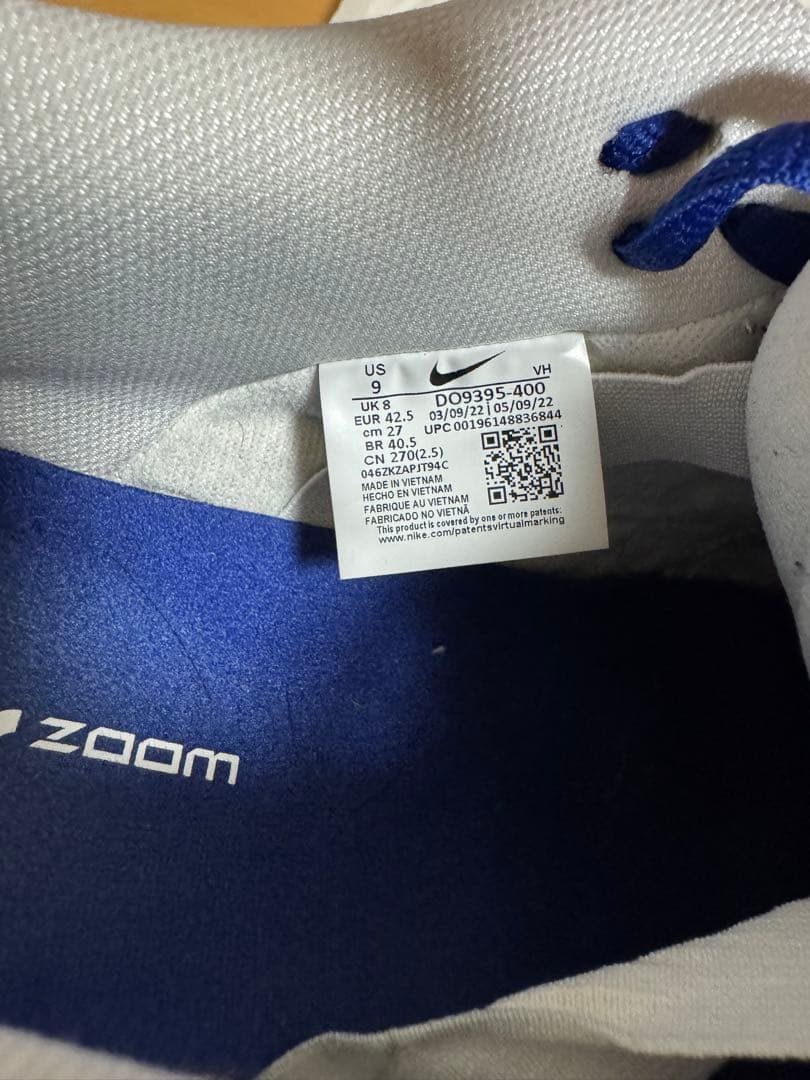 US
9
VH
UK 8
DO9395-400
EUR 42.5
03/09/22 | 05/09/22
cm 27
UPC 00196148836844
BR 40.5
CN 270(2.5)
046ZKZAPJT94C
MADE IN VIETNAM
HECHO EN VIETNAM
FABRIQUE AU VIETNAM
FABRICADO NO VIETNÃ
This product is covered by one or more patents:
www.nike.com/patentsvirtualmarking
ZOOM